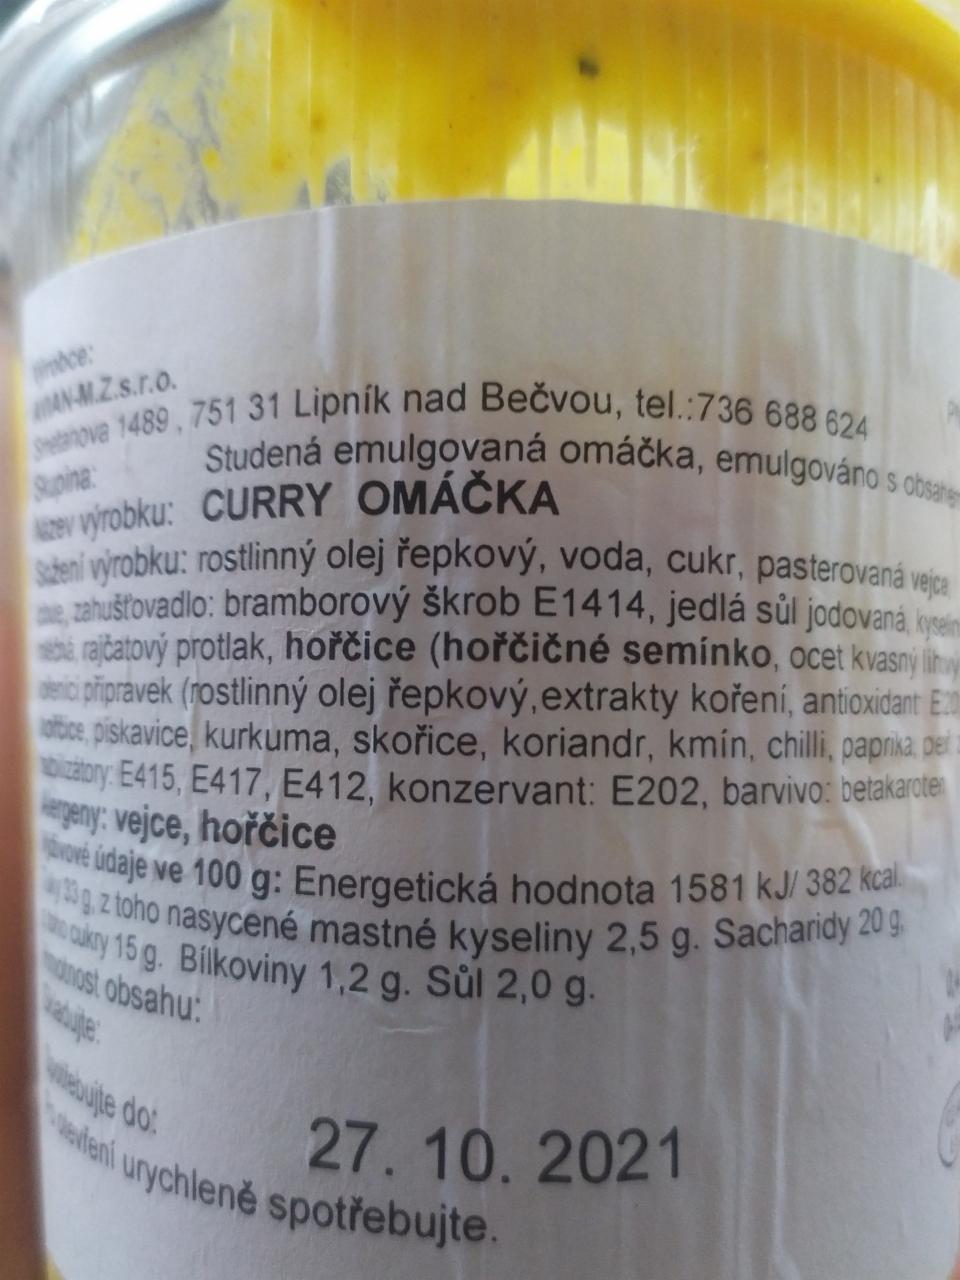 Výrobce:
M.Z.s.r.o.
Smetanova 1489 , 751 31 Lipník nad Bečvou, tel.:736 688 624
Skupina: Studená emulgovaná omáčka, emulgováno s obsahem
Název výrobku: CURRY OMÁČKA
Složení výrobku: rostlinný olej řepkový, voda, cukr, pasterovaná vejce
zahušťovadlo: bramborový škrob E1414, jedlá sůl jodovaná,
rajčatový protlak, hořčice (hořčičné semínko, ocet kvasný lihový
přípravek (rostlinný olej řepkový,extrakty koření, antioxidant
hořčice, pískavice, kurkuma, skořice, koriandr, kmín, chilli, paprika,
stabilizátory: E415, E417, E412, konzervant: E202, barvivo: betakaroten
Alergeny: vejce, hořčice
Výživové údaje ve 100 g: Energetická hodnota 1581 kJ/ 382 kcal.
Tuky 33 g, z toho nasycené mastné kyseliny 2,5 g. Sacharidy 20 g,
z toho cukry 15 g. Bílkoviny 1,2 g. Sůl 2,0 g.
Hmotnost obsahu:
Skladujte:
Spotřebujte do: 27. 10. 2021
Po otevření urychleně spotřebujte.